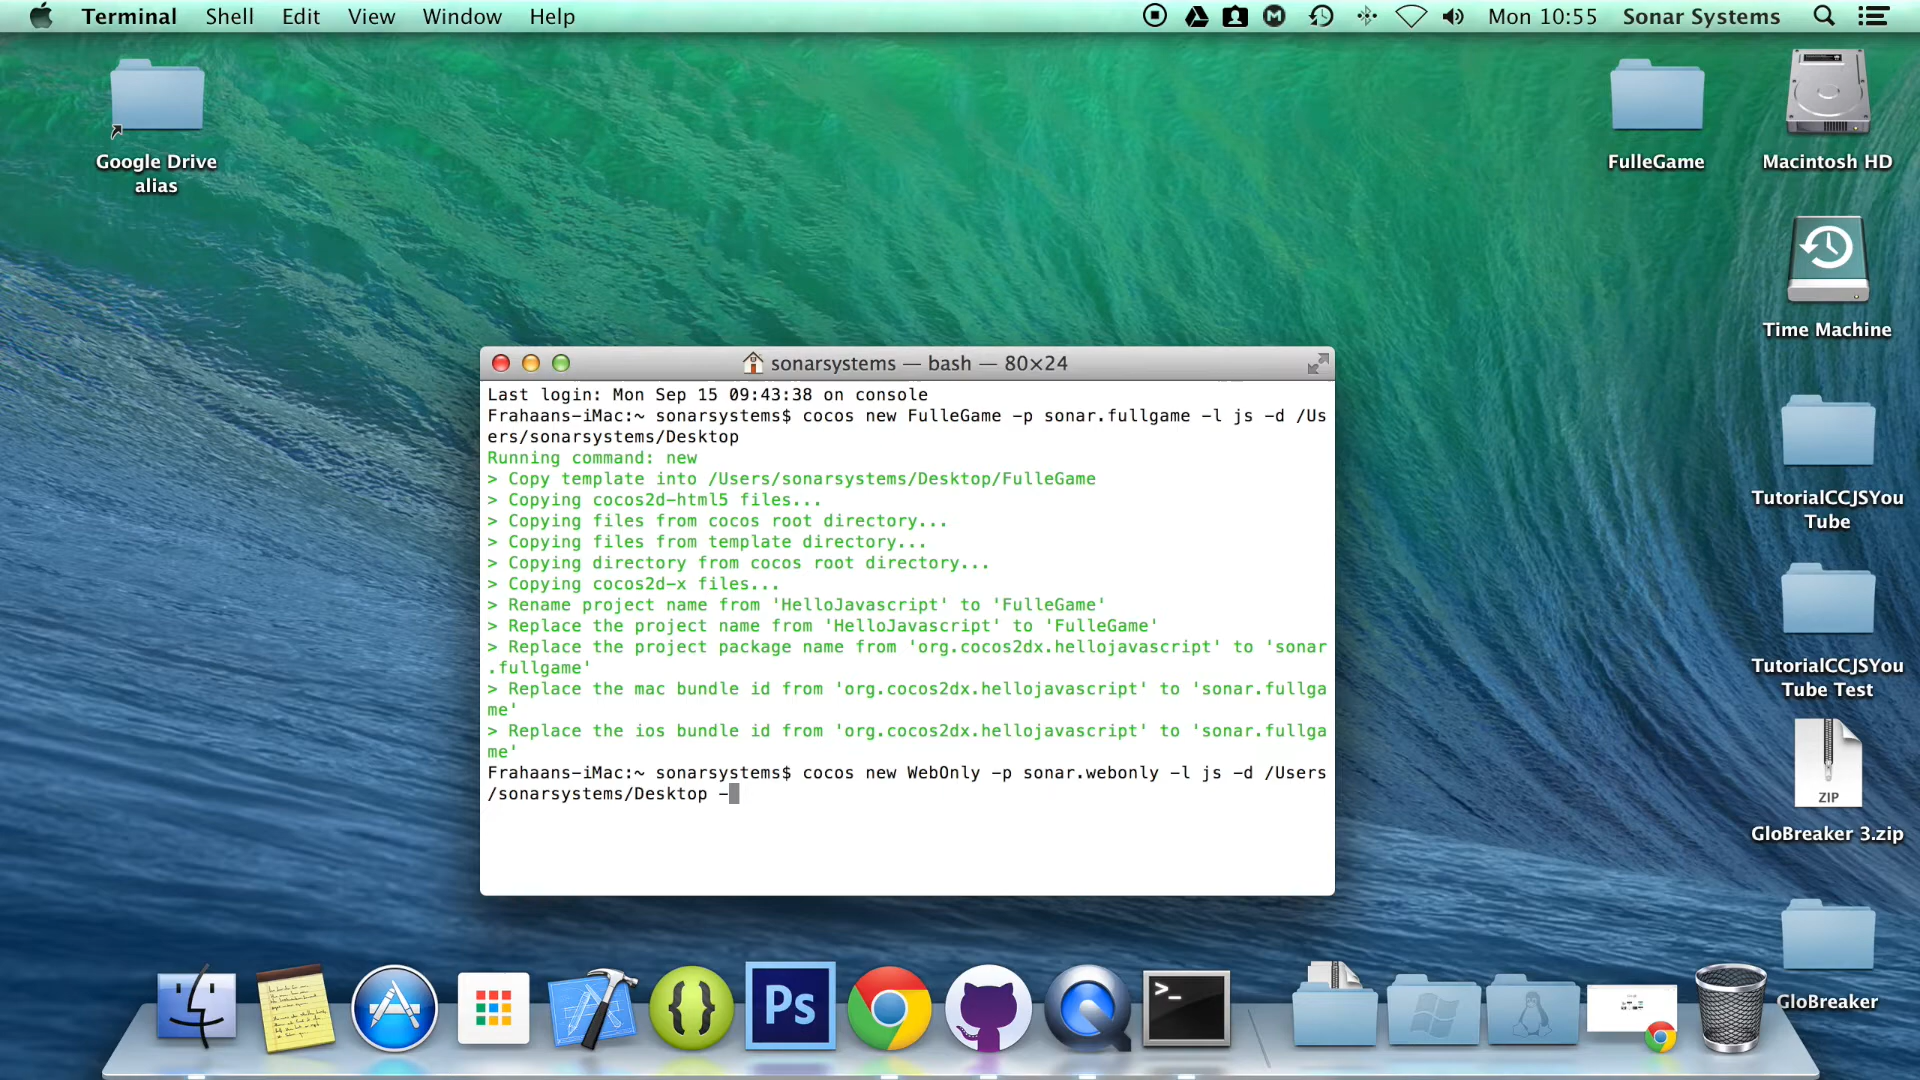 Terminal Shell Edit View Window Help Mon 10:55 Sonar Systems
Google Drive
alias
FulleGame
Macintosh HD
Time Machine
sonarsystems — bash — 80×24
Last login: Mon Sep 15 09:43:38 on console
Frahaans-iMac:~ sonarsystems$ cocos new FulleGame -p sonar.fullgame -l js -d /Us
ers/sonarsystems/Desktop
Running command: new
> Copy template into /Users/sonarsystems/Desktop/FulleGame
> Copying cocos2d-html5 files...
> Copying files from cocos root directory...
> Copying files from template directory...
> Copying directory from cocos root directory...
> Copying cocos2d-x files...
> Rename project name from 'HelloJavascript' to 'FulleGame'
> Replace the project name from 'HelloJavascript' to 'FulleGame'
> Replace the project package name from 'org.cocos2dx.hellojavascript' to 'sonar
.fullgame'
> Replace the mac bundle id from 'org.cocos2dx.hellojavascript' to 'sonar.fullga
me'
> Replace the ios bundle id from 'org.cocos2dx.hellojavascript' to 'sonar.fullga
me'
Frahaans-iMac:~ sonarsystems$ cocos new WebOnly -p sonar.webonly -l js -d /Users
/sonarsystems/Desktop -
TutorialCCJSYou
Tube
TutorialCCJSYou
Tube Test
ZIP
GloBreaker 3.zip
GloBreaker
{}
Ps
>_